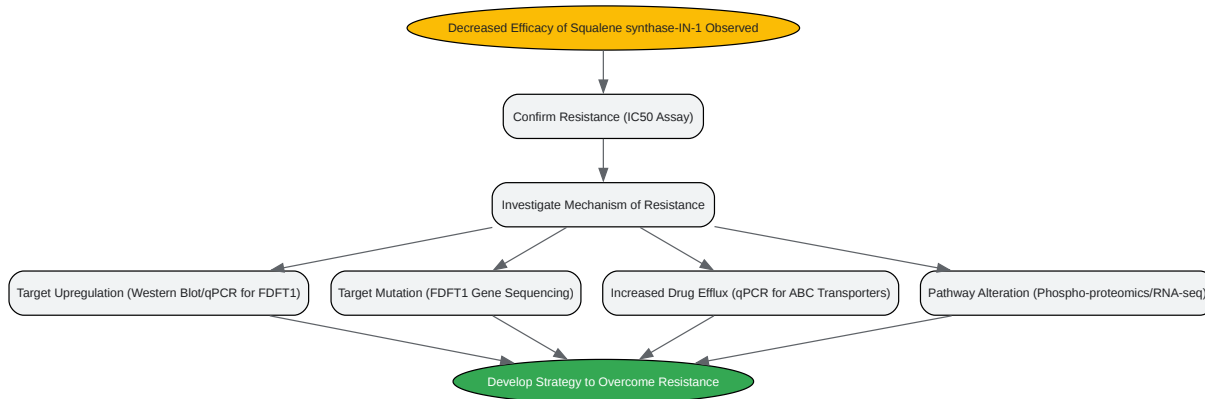 Decreased Efficacy of Squalene synthase-IN-1 Observed
Confirm Resistance (IC50 Assay)
Investigate Mechanism of Resistance
Target Upregulation (Western Blot/qPCR for FDFT1)
Target Mutation (FDFT1 Gene Sequencing)
Increased Drug Efflux (qPCR for ABC Transporters)
Pathway Alteration (Phospho-proteomics/RNA-seq)
Develop Strategy to Overcome Resistance